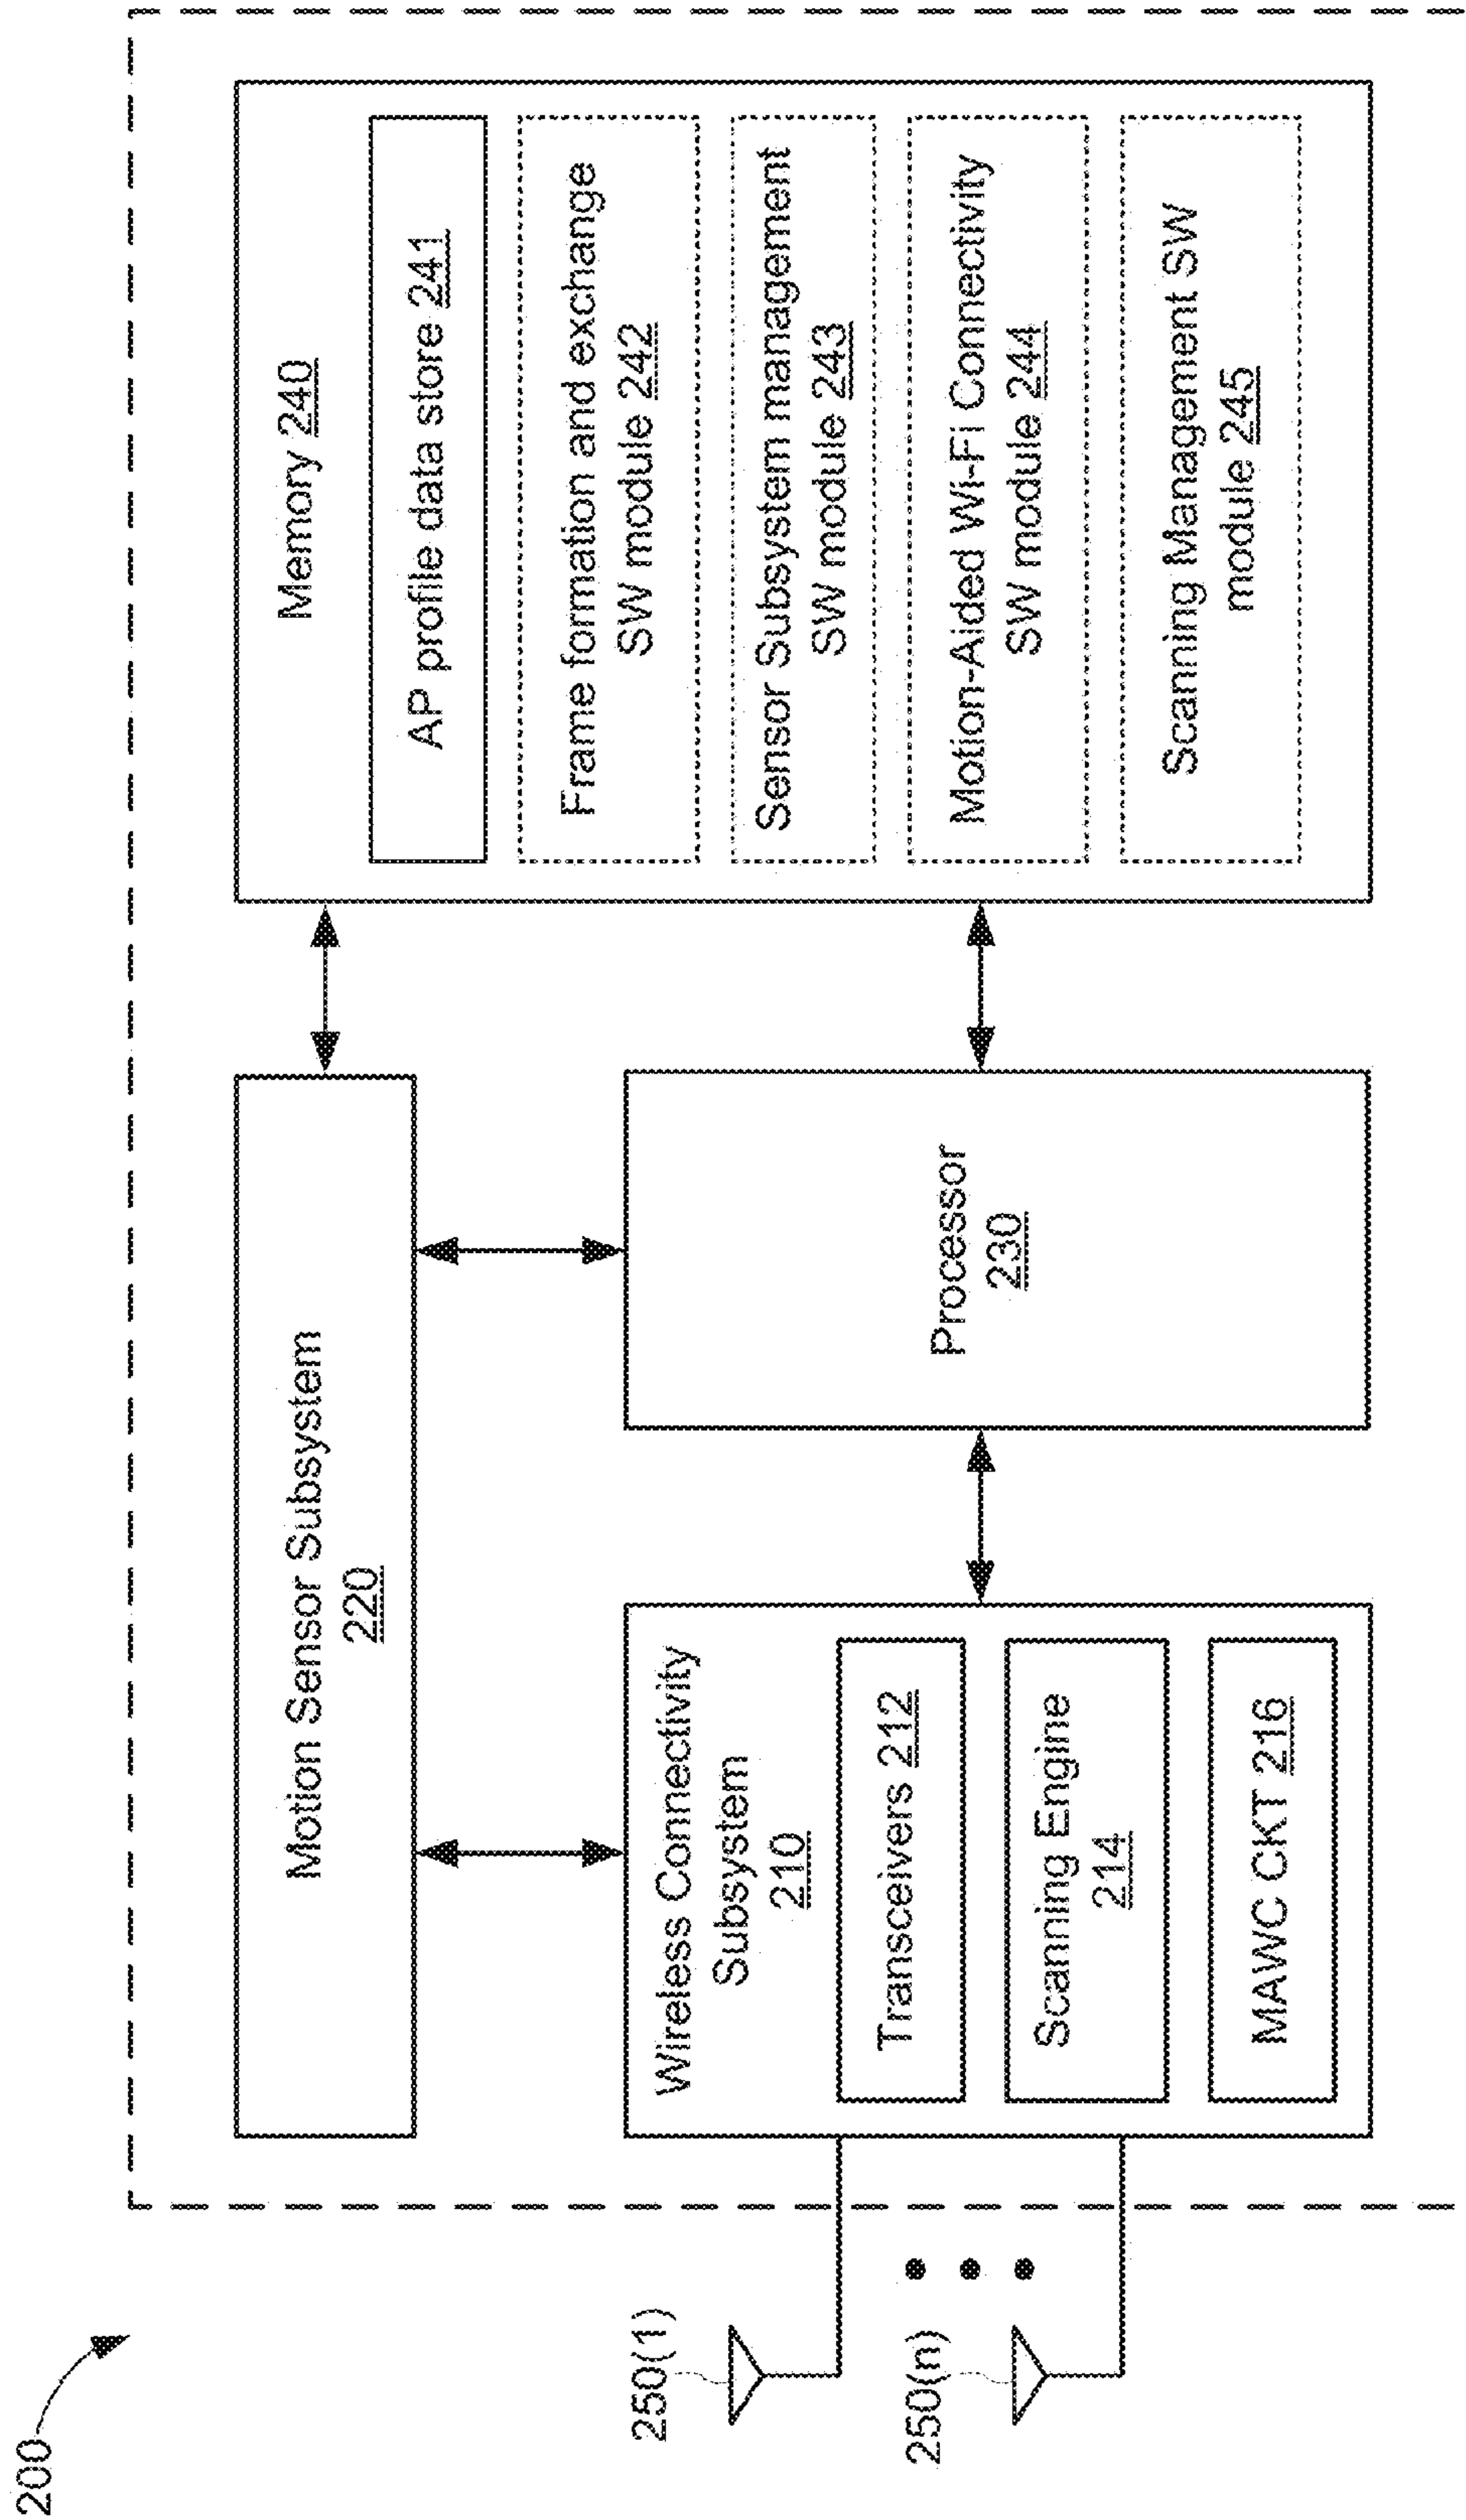 200
250(1)
250(n)
Motion Sensor Subsystem
220
Wireless Connectivity
Subsystem
210
Transceivers 212
Scanning Engine
214
MAWC CKT 216
Processor
230
Memory 240
AP profile data store 241
Frame formation and exchange
SW module 242
Sensor Subsystem management
SW module 243
Motion-Aided Wi-Fi Connectivity
SW module 244
Scanning Management SW
module 245